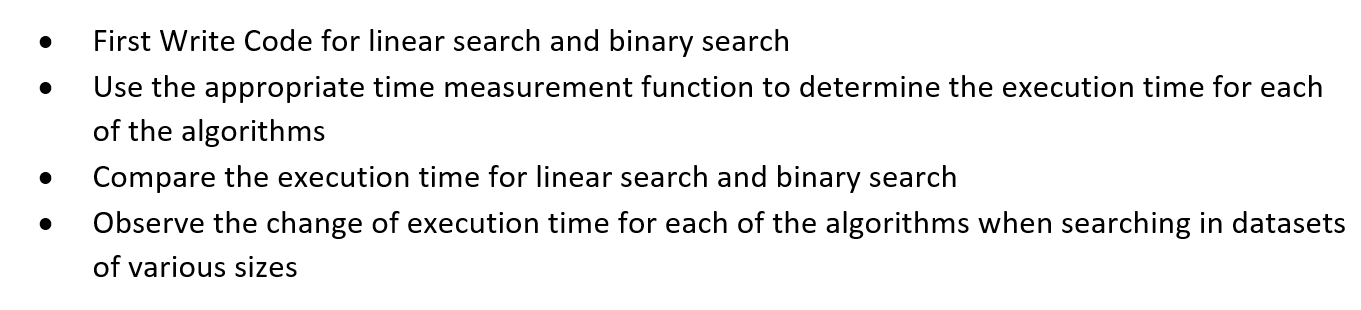 • First Write Code for linear search and binary search
• Use the appropriate time measurement function to determine the execution time for each
of the algorithms
• Compare the execution time for linear search and binary search
• Observe the change of execution time for each of the algorithms when searching in datasets
of various sizes